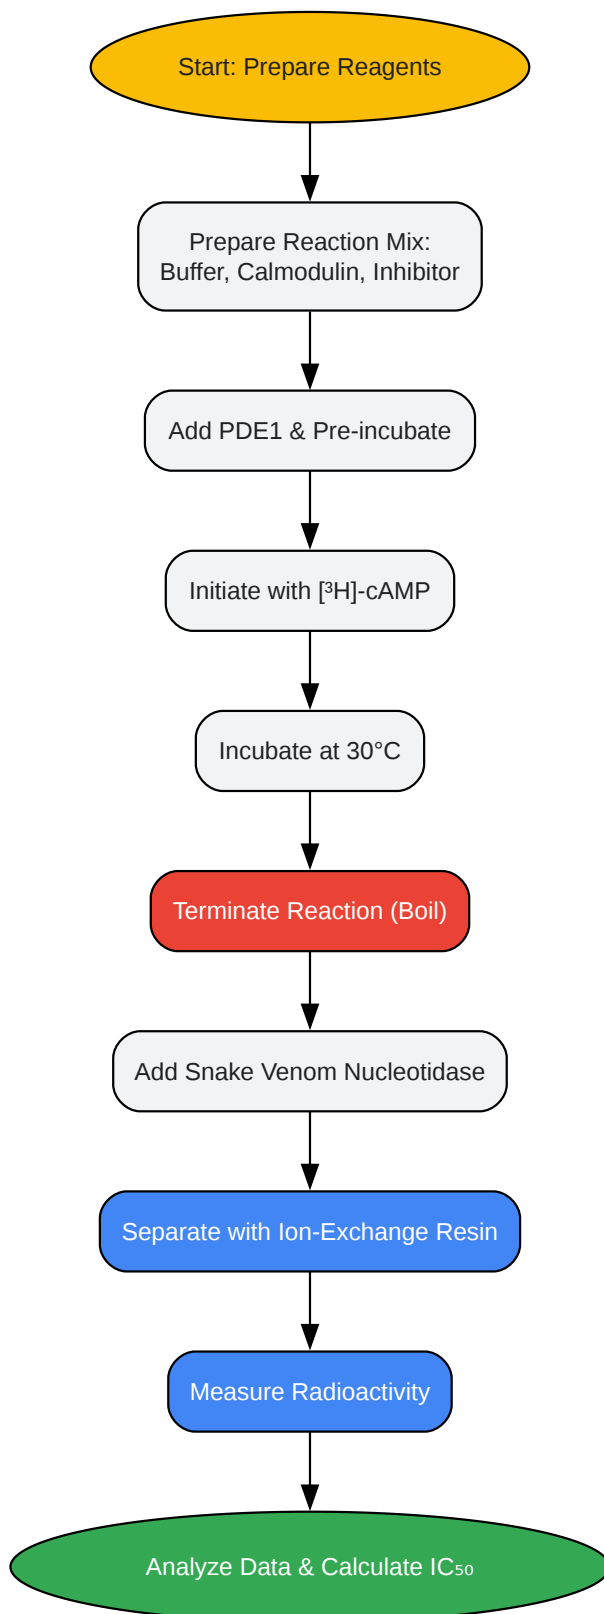 Start: Prepare Reagents
Prepare Reaction Mix:
Buffer, Calmodulin, Inhibitor
Add PDE1 & Pre-incubate
Initiate with [³H]-cAMP
Incubate at 30°C
Terminate Reaction (Boil)
Add Snake Venom Nucleotidase
Separate with Ion-Exchange Resin
Measure Radioactivity
Analyze Data & Calculate IC₅₀